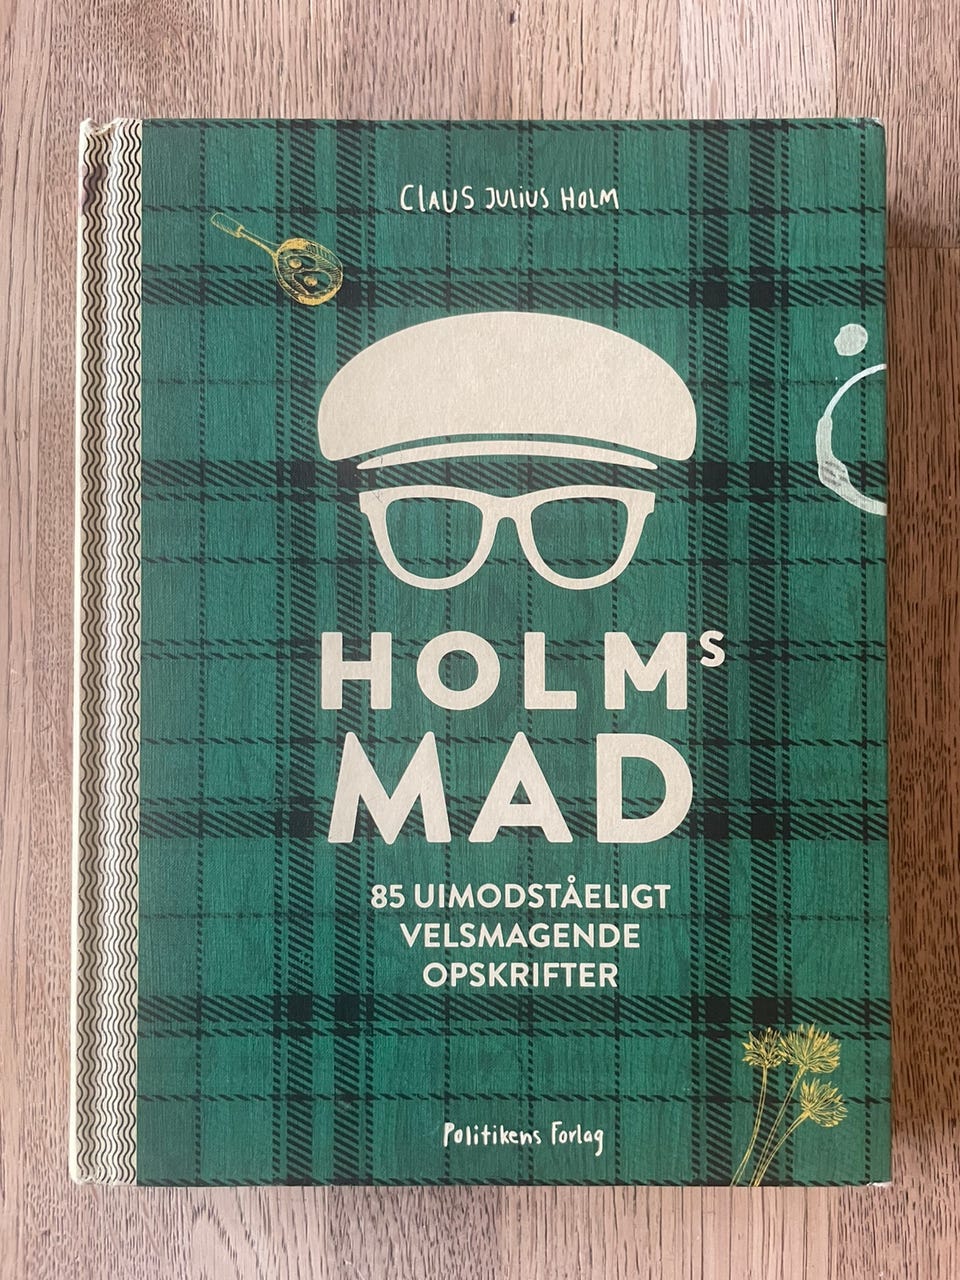 CLAUS JULIUS HOLM
HOLMS
MAD
85 UIMODSTÅELIGT
VELSMAGENDE
OPSKRIFTER
Politikens Forlag